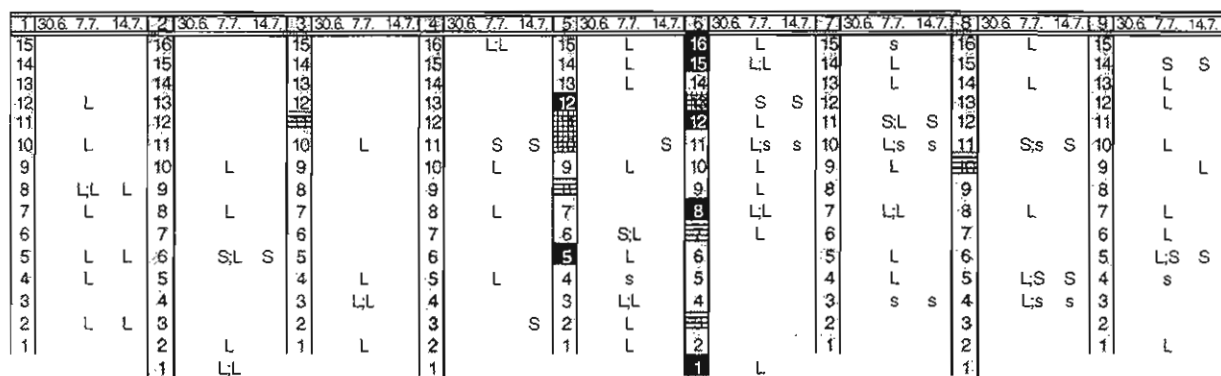 1 30.6. 7.7. 14.7. 2 30.6. 7.7. 14.7. 3 30.6. 7.7. 14.7. 4 30.6. 7.7. 14.7. 5 30.6. 7.7. 14.7. 6 30.6. 7.7. 14.7. 7 30.6. 7.7. 14.7. 8 30.6. 7.7. 14.7. 9 30.6. 7.7. 14.7.
15 16 15 16 L;L 15 L 16 L 15 s 16 L 15
14 15 14 15 14 L 15 L;L 14 L 15 14 S S
13 14 13 14 13 L 14 13 L 14 L 13 L
12 L 13 12 13 12 S S 12 13 12 L
11 12 12 12 L 11 S;L S 12 11
10 L 11 10 L 11 S S S 11 L;s s 10 L;s s 11 S;s S 10 L
9 10 L 9 10 L 9 L 10 L 9 L 9 L
8 L;L L 9 8 9 9 L 8 9 8
7 L 8 L 7 8 L 7 8 L;L 7 L;L 8 L 7 L
6 7 6 7 6 S;L 7 L 6 7 6 L
5 L L 6 S;L S 5 6 5 L 6 5 L 6 5 L;S S
4 L 5 4 L 5 L 4 s 5 4 L 5 L;S S 4 s
3 4 3 L;L 4 3 L;L 4 3 s s 4 L;s s 3
2 L L 3 2 3 S 2 L 2 3 2
1 2 L 1 L 2 1 L 2 1 2 1 L
1 L;L 1 1 L 1